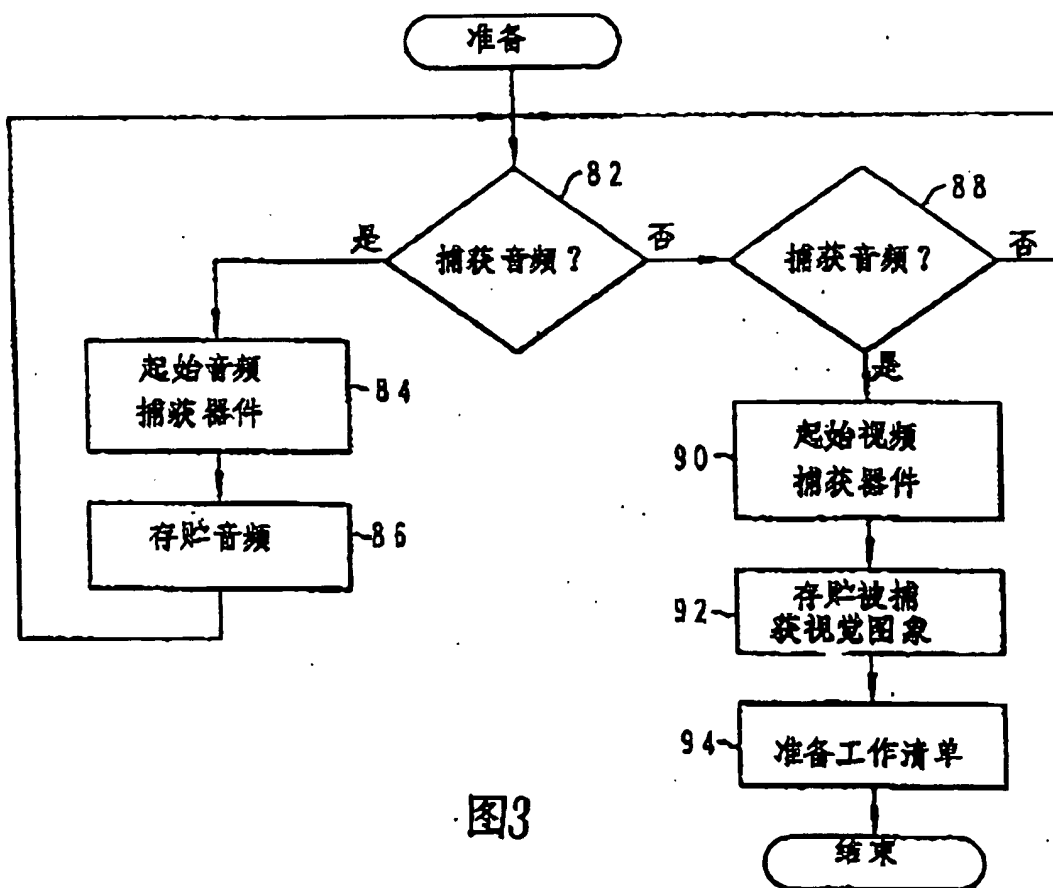 准备
82
88
是
捕获音频?
否
捕获音频?
否
起始音频
捕获器件
84
是
90
起始视频
捕获器件
存贮音频
86
92
存贮被捕
获视觉图象
94
准备工作清单
图3
结束